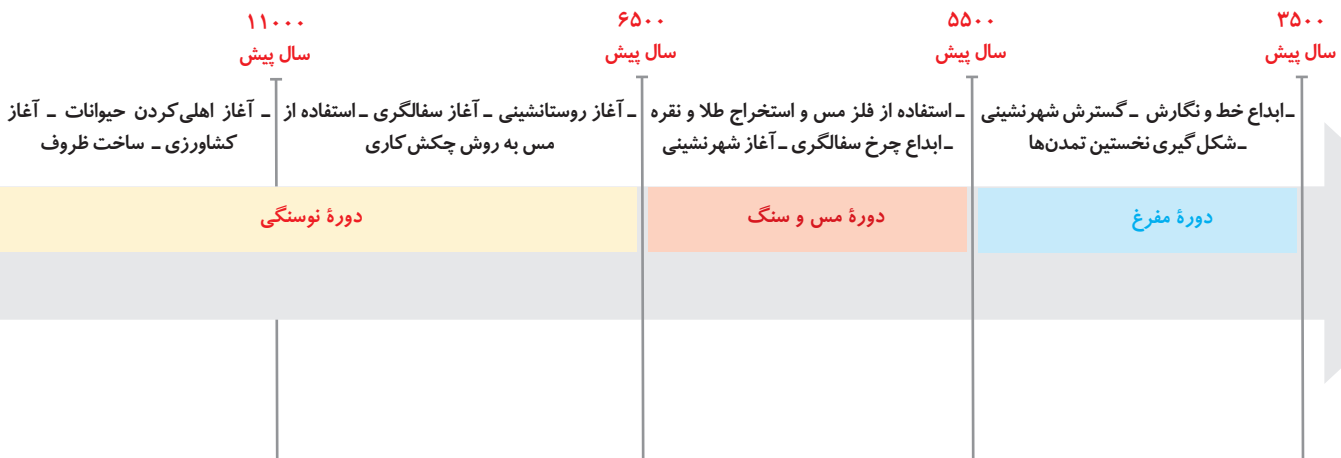 ۱۱۰۰۰
سال پیش
۶۵۰۰
سال پیش
۵۵۰۰
سال پیش
۳۵۰۰
سال پیش
ـ آغاز اهلی‌کردن حیوانات ـ آغاز
کشاورزی ـ ساخت ظروف
ـ آغاز روستانشینی ـ آغاز سفالگری ـ استفاده از
مس به روش چکش‌کاری
ـ استفاده از فلز مس و استخراج طلا و نقره
ـ ابداع چرخ سفالگری ـ آغاز شهرنشینی
ـ ابداع خط و نگارش ـ گسترش شهرنشینی
ـ شکل‌گیری نخستین تمدن‌ها
دورهٔ نوسنگی
دورهٔ مس و سنگ
دورهٔ مفرغ